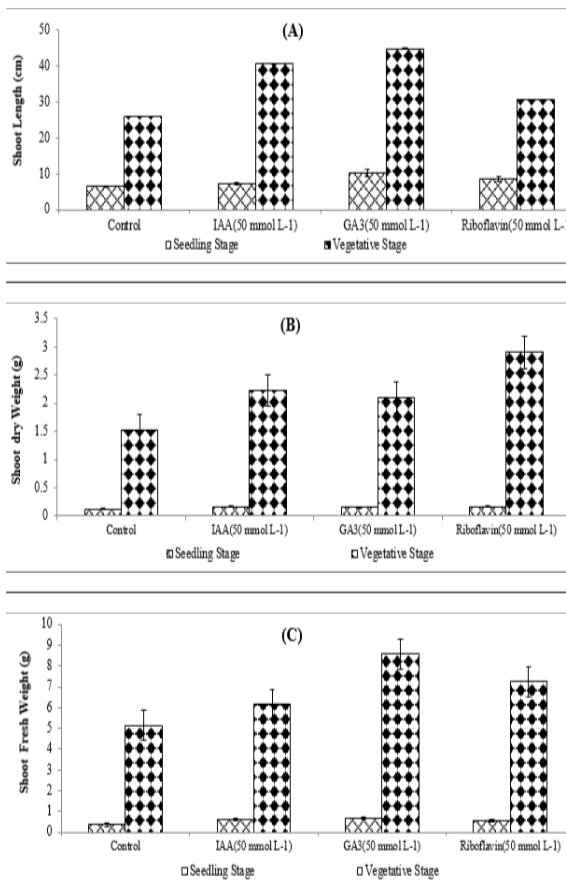 (A)
Shoot Length (cm)
60
50
40
30
20
10
0
Control IAA(50 mmol L-1) GA3(50 mmol L-1) Riboflavin(50 mmol L-1
Seedling Stage Vegetative Stage
(B)
Shoot dry Weight (g)
3.5
3
2.5
2
1.5
1
0.5
0
Control IAA(50 mmol L-1) GA3(50 mmol L-1) Riboflavin(50 mmol L-1)
Seedling Stage Vegetative Stage
(C)
Shoot Fresh Weight (g)
10
9
8
7
6
5
4
3
2
1
0
Control IAA(50 mmol L-1) GA3(50mmol L-1) Riboflavin(50 mmol L-1)
Seedling Stage Vegetative Stage